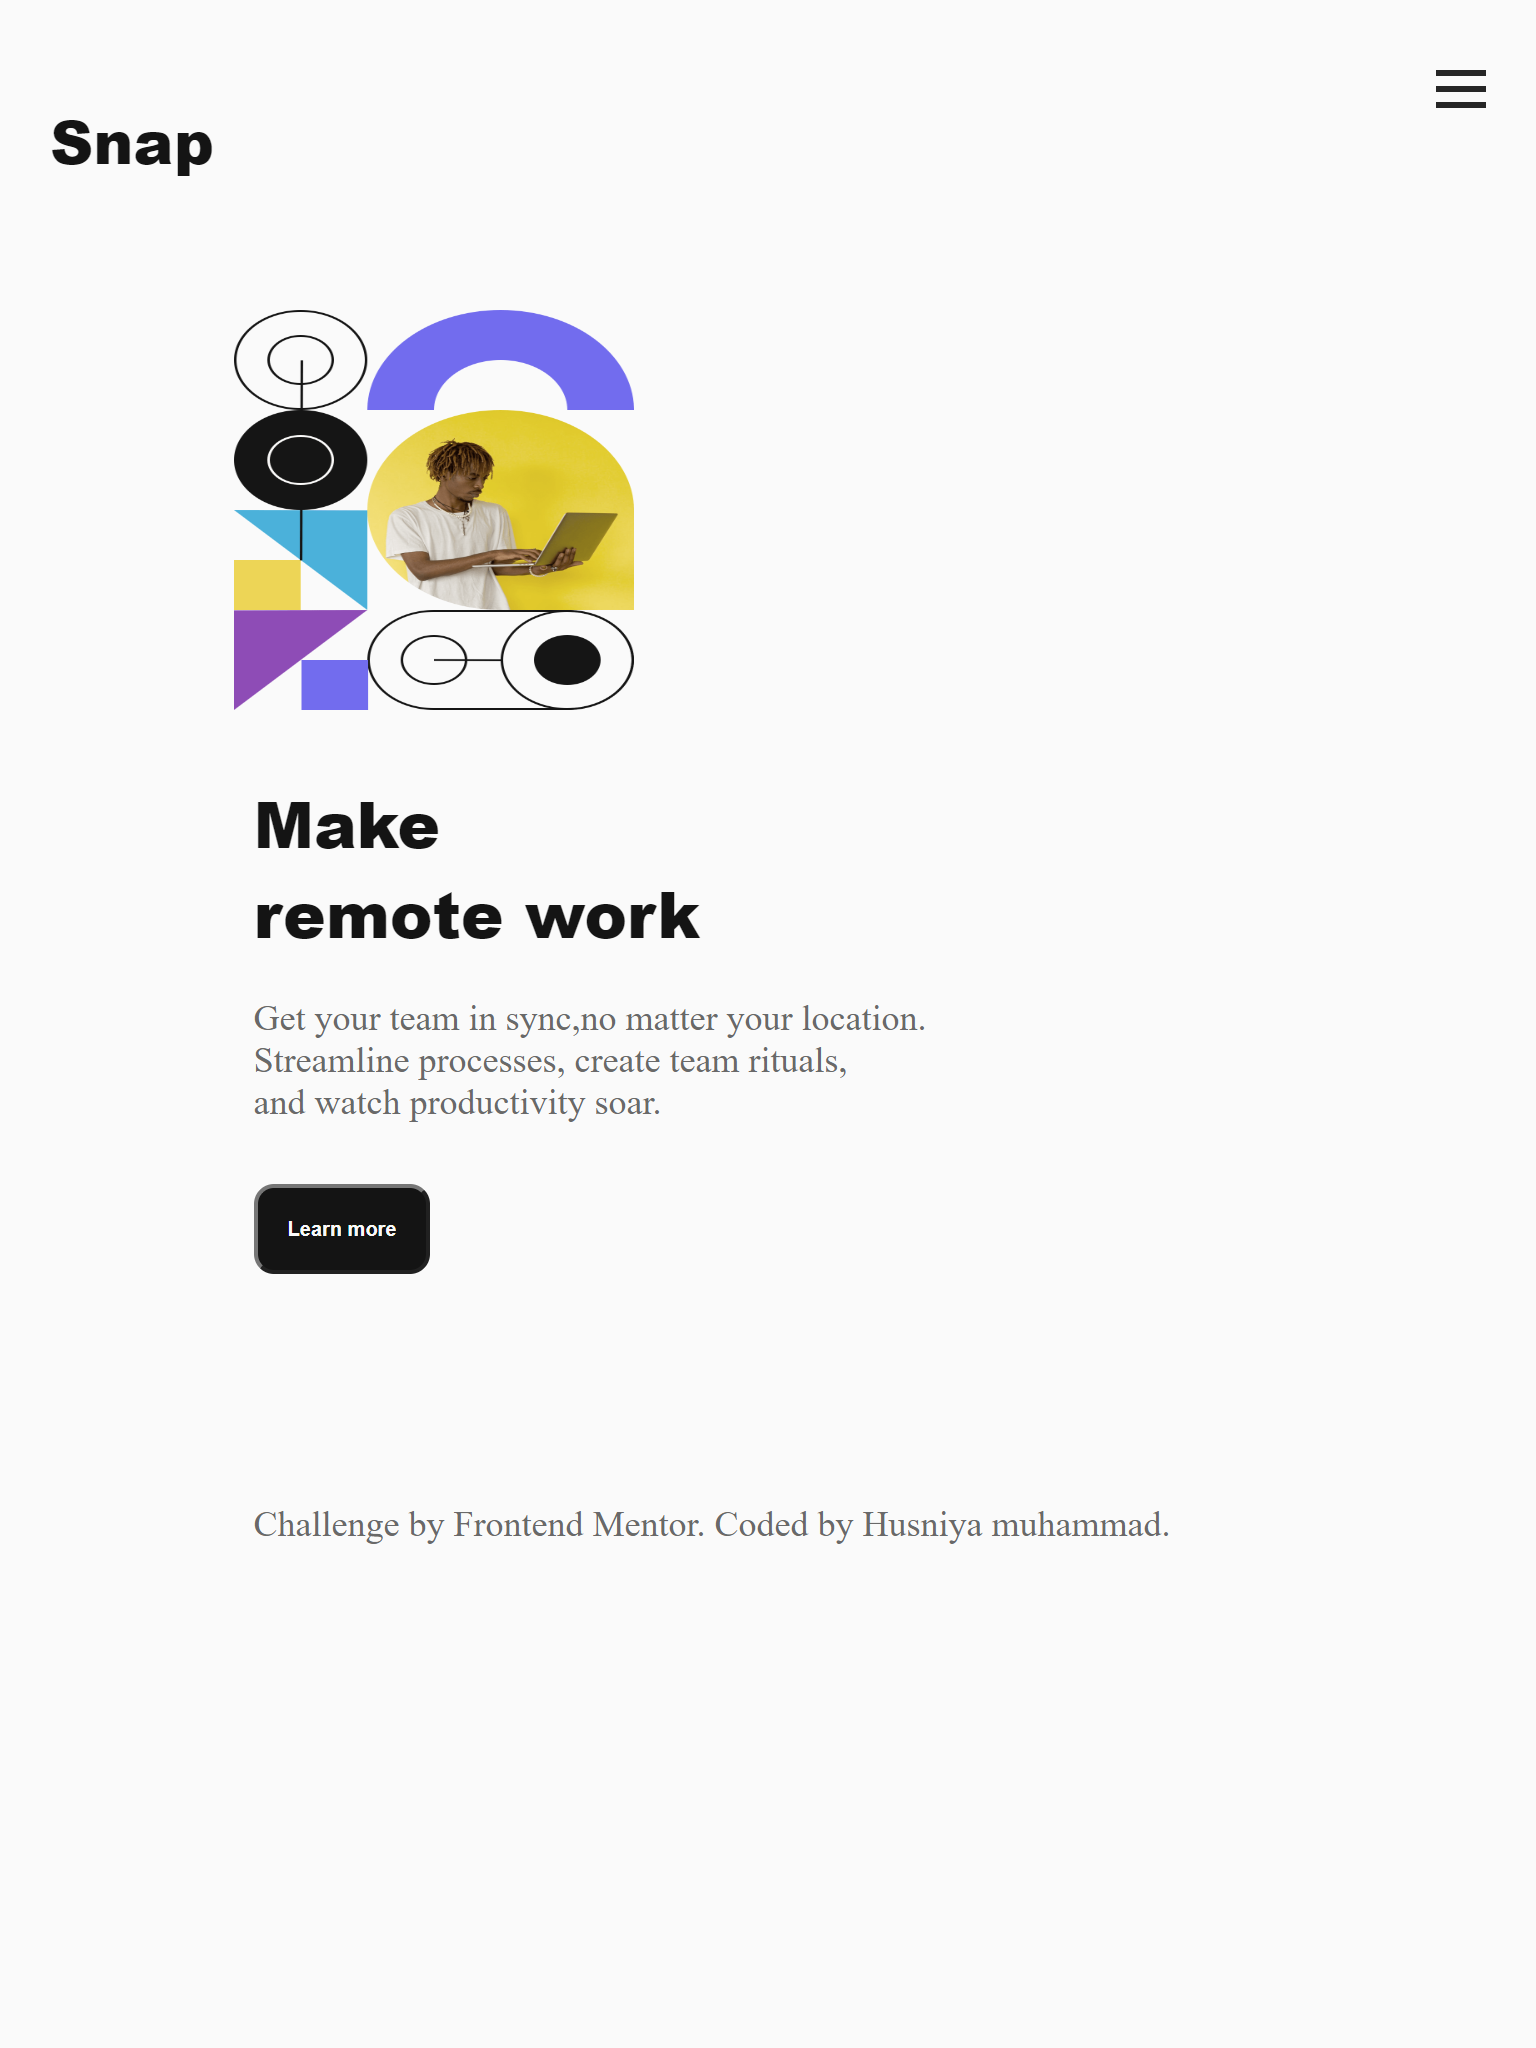 Snap
Make
remote work
Get your team in sync,no matter your location.
Streamline processes, create team rituals,
and watch productivity soar.
Learn more
Challenge by Frontend Mentor. Coded by Husniya muhammad.